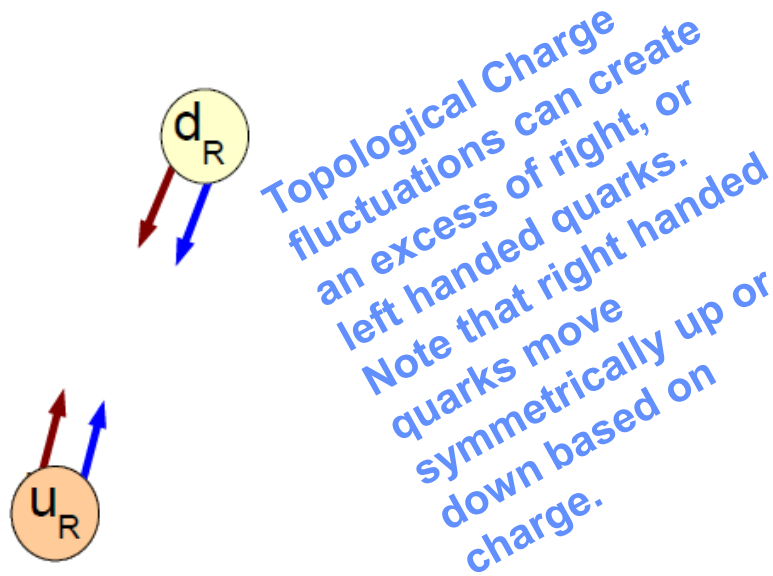 d_R
Topological Charge
fluctuations can create
an excess of right, or
left handed quarks.
Note that right handed
quarks move
symmetrically up or
down based on
charge.
u_R